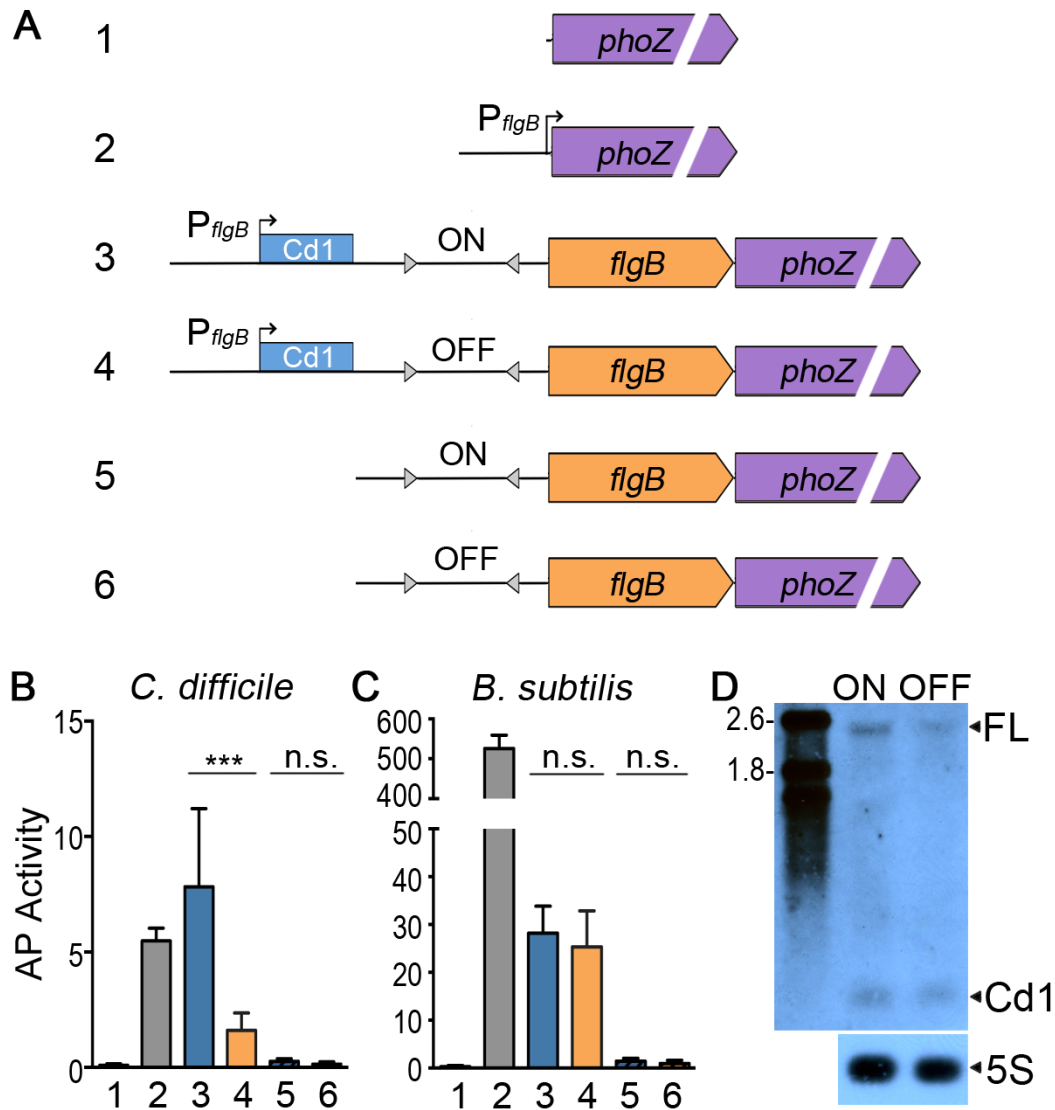 A
1 phoZ
2 PflgB phoZ
3 PflgB Cd1 ON flgB phoZ
4 PflgB Cd1 OFF flgB phoZ
5 ON flgB phoZ
6 OFF flgB phoZ
B C. difficile
AP Activity
15
10
5
0
*** n.s.
1 2 3 4 5 6
C B. subtilis
600
500
400
50
40
30
20
10
0
n.s. n.s.
1 2 3 4 5 6
D ON OFF
2.6- FL
1.8-
Cd1
5S